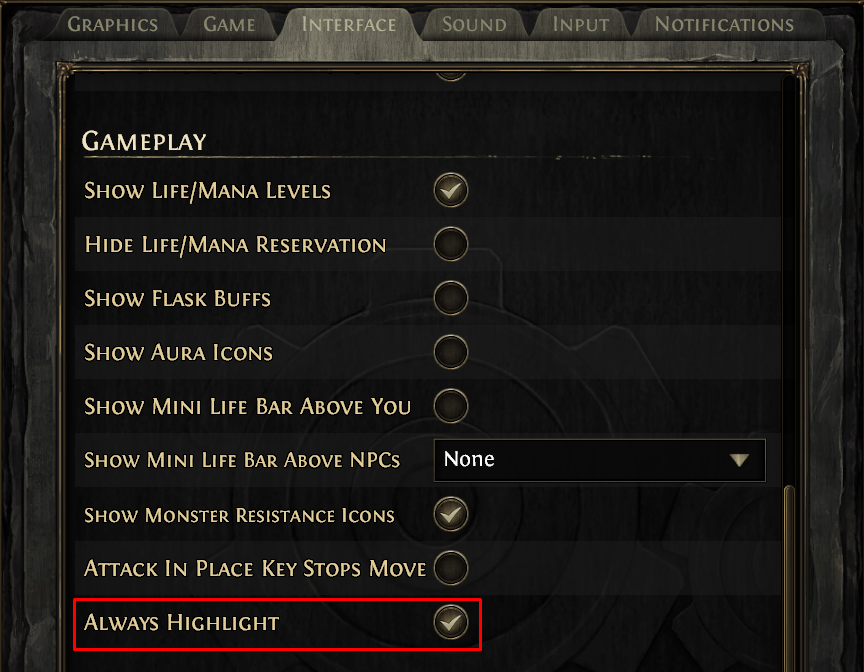 Graphics Game Interface Sound Input Notifications
Gameplay
Show Life/Mana Levels
Hide Life/Mana Reservation
Show Flask Buffs
Show Aura Icons
Show Mini Life Bar Above You
Show Mini Life Bar Above NPCs None
Show Monster Resistance Icons
Attack In Place Key Stops Move
Always Highlight